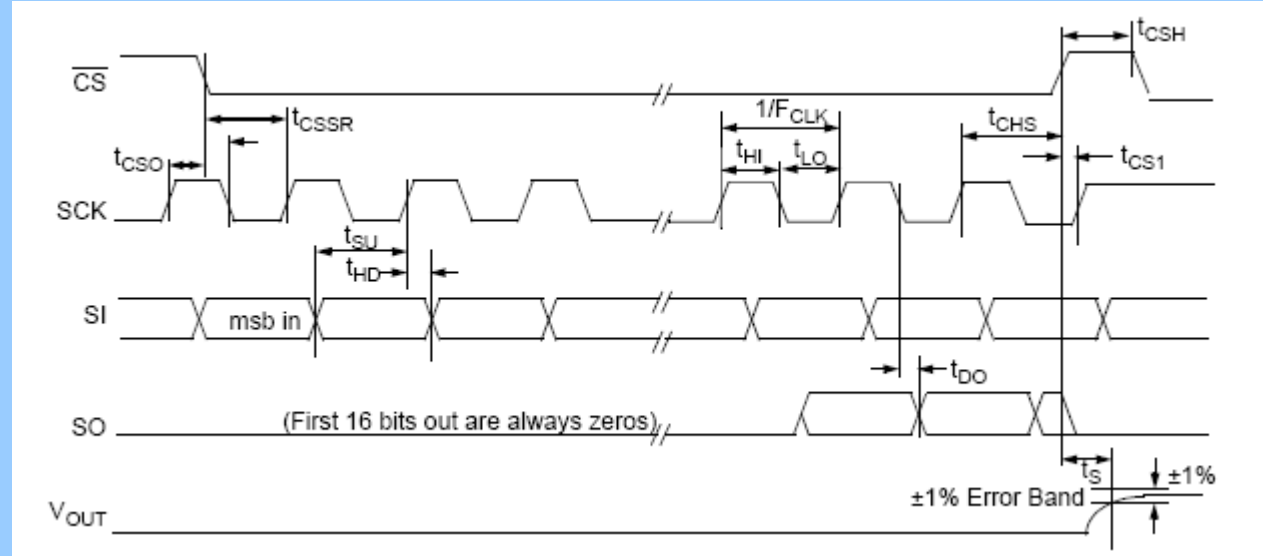 tCSH
CS
1/FCLK
tCSSR
tCHS
tCSO
tHI
tLO
tCS1
SCK
tSU
tHD
SI
msb in
tDO
SO
(First 16 bits out are always zeros)
tS
±1%
±1% Error Band
VOUT